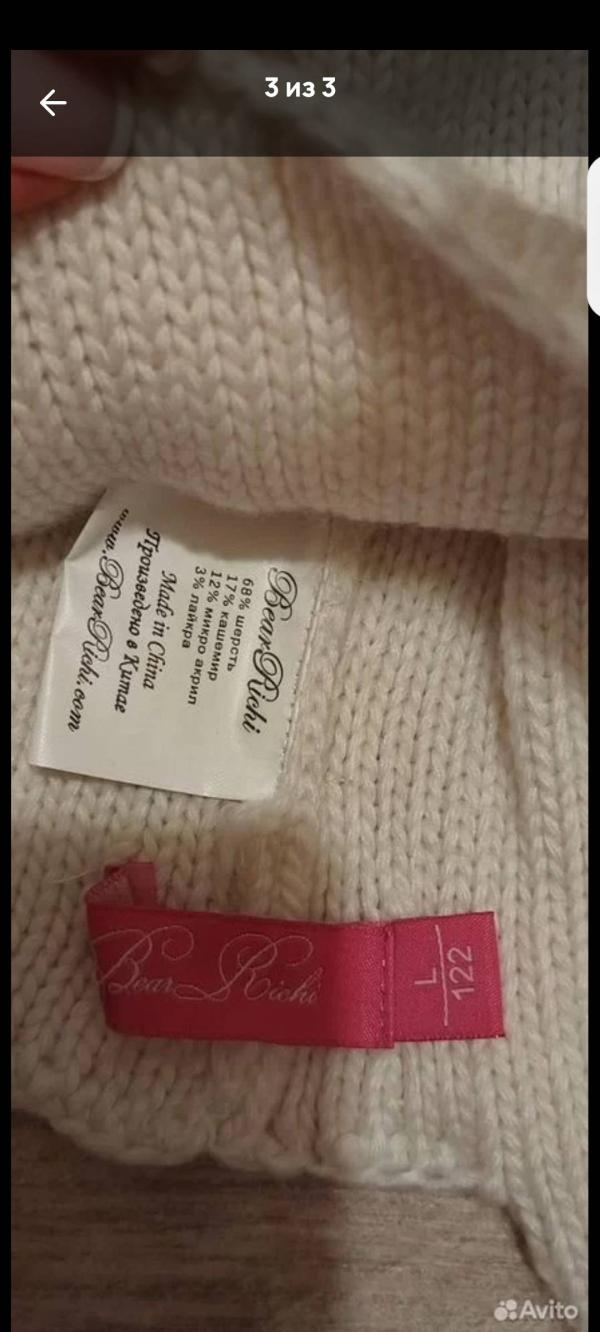 3 из 3
BearRichi
68% шерсть
17% кашемир
12% микро акрил
3% лайкра
Made in China
Произведено в Китае
www.BearRichi.com
Bear Richi
L
122
Avito